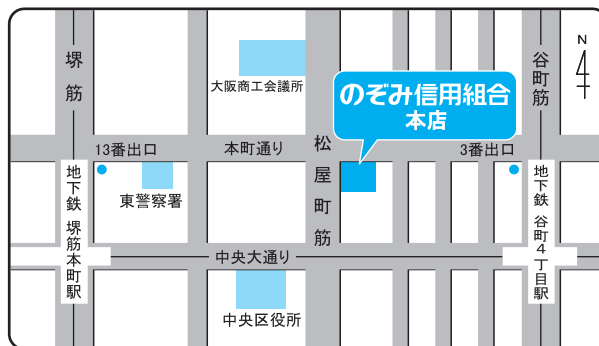 堺筋
大阪商工会議所
谷町筋
N
のぞみ信用組合
本店
13番出口
本町通り
松屋町筋
3番出口
東警察署
地下鉄 堺筋本町駅
地下鉄 谷町4丁目駅
中央大通り
中央区役所